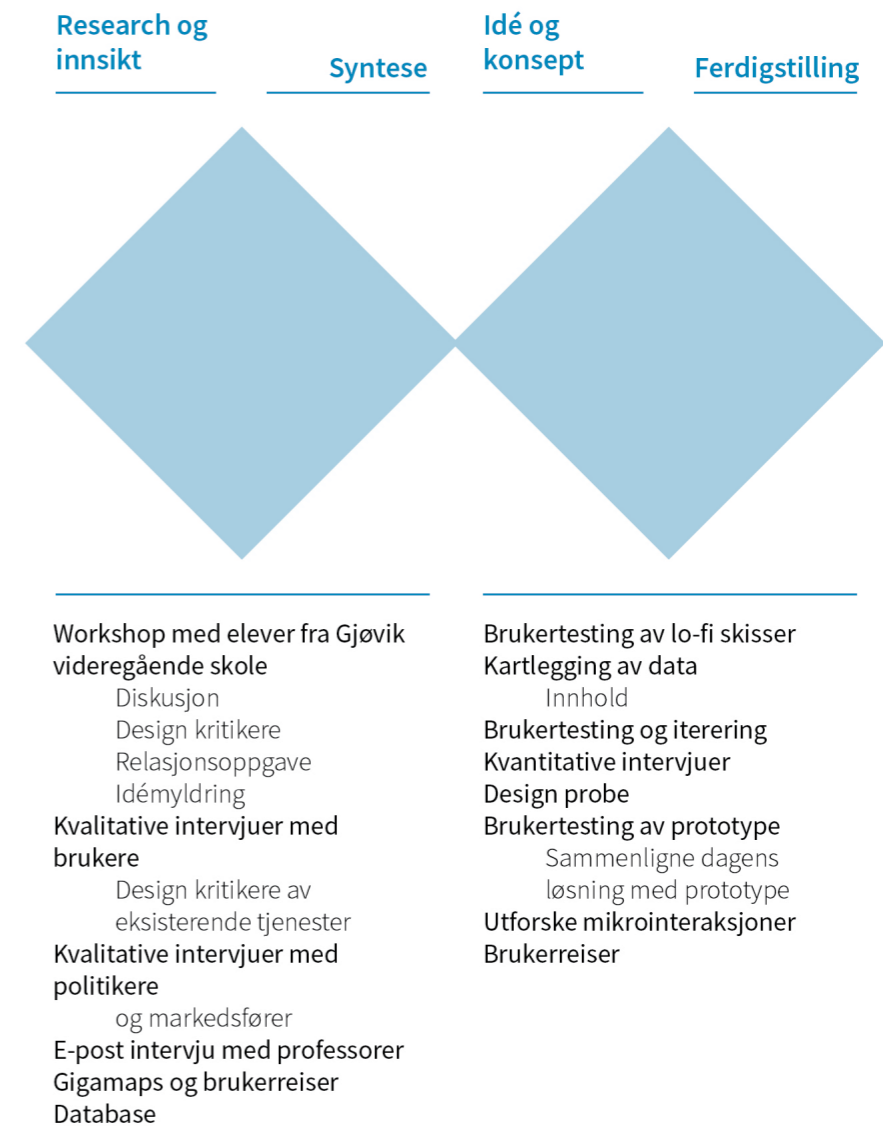 Research og
innsikt
Syntese
Idé og
konsept
Ferdigstilling
Workshop med elever fra Gjøvik
videregående skole
Diskusjon
Design kritikere
Relasjonsoppgave
Idémyldring
Kvalitative intervjuer med
brukere
Design kritikere av
eksisterende tjenester
Kvalitative intervjuer med
politikere
og markedsfører
E-post intervju med professorer
Gigamaps og brukerreiser
Database
Brukertesting av lo-fi skisser
Kartlegging av data
Innhold
Brukertesting og iterering
Kvantitative intervjuer
Design probe
Brukertesting av prototype
Sammenligne dagens
løsning med prototype
Utforske mikrointeraksjoner
Brukerreiser